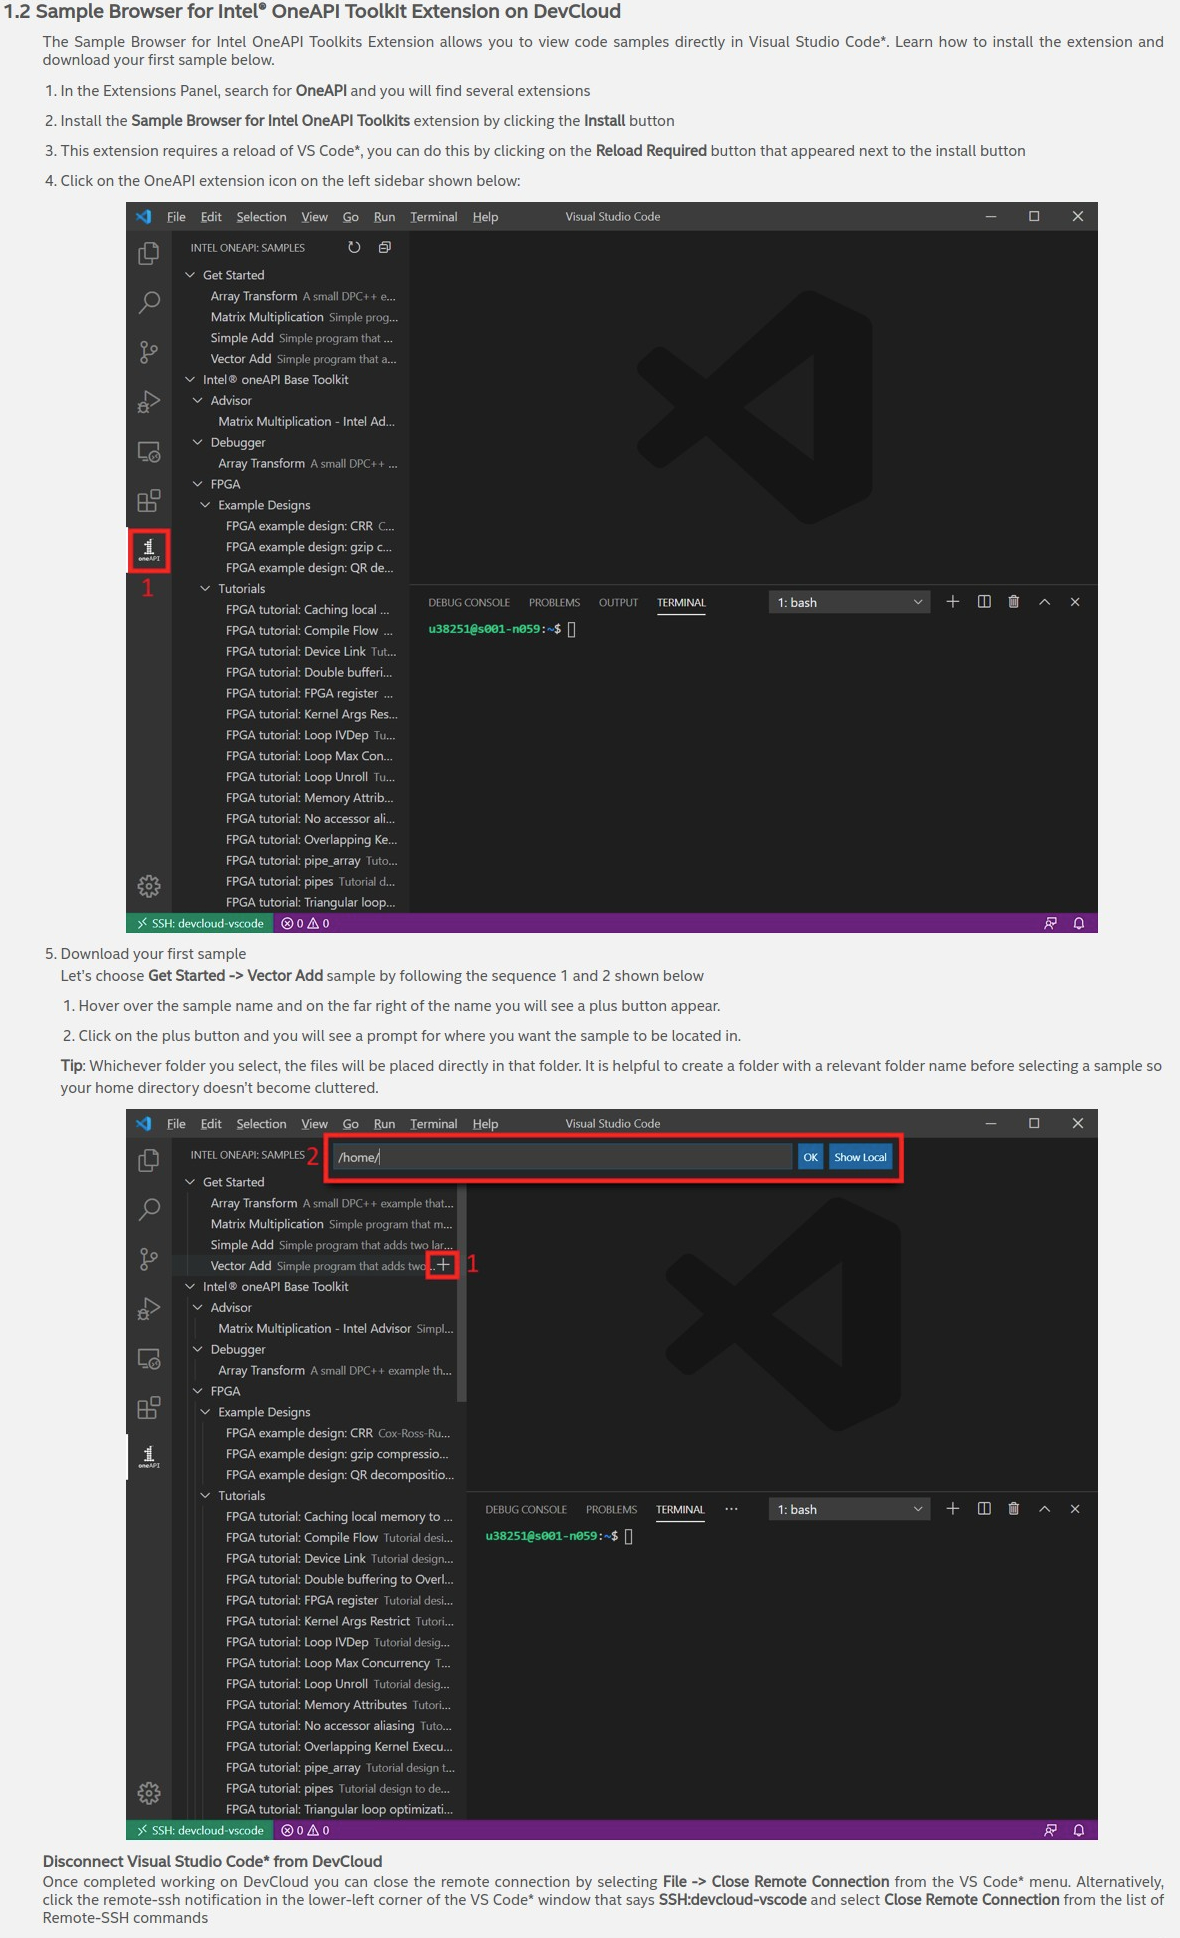 1.2 Sample Browser for Intel® OneAPI Toolkit Extension on DevCloud
The Sample Browser for Intel OneAPI Toolkits Extension allows you to view code samples directly in Visual Studio Code*. Learn how to install the extension and
download your first sample below.
1. In the Extensions Panel, search for OneAPI and you will find several extensions
2. Install the Sample Browser for Intel OneAPI Toolkits extension by clicking the Install button
3. This extension requires a reload of VS Code*, you can do this by clicking on the Reload Required button that appeared next to the install button
4. Click on the OneAPI extension icon on the left sidebar shown below:
File Edit Selection View Go Run Terminal Help Visual Studio Code
INTEL ONEAPI: SAMPLES
Get Started
Array Transform A small DPC++ e...
Matrix Multiplication Simple prog...
Simple Add Simple program that ...
Vector Add Simple program that a...
Intel® oneAPI Base Toolkit
Advisor
Matrix Multiplication - Intel Ad...
Debugger
Array Transform A small DPC++ ...
FPGA
Example Designs
FPGA example design: CRR C...
FPGA example design: gzip c...
FPGA example design: QR de...
oneAPI
1
Tutorials
FPGA tutorial: Caching local ...
FPGA tutorial: Compile Flow ...
FPGA tutorial: Device Link Tut...
FPGA tutorial: Double bufferi...
FPGA tutorial: FPGA register ...
FPGA tutorial: Kernel Args Res...
FPGA tutorial: Loop IVDep Tu...
FPGA tutorial: Loop Max Con...
FPGA tutorial: Loop Unroll Tu...
FPGA tutorial: Memory Attrib...
FPGA tutorial: No accessor ali...
FPGA tutorial: Overlapping Ke...
FPGA tutorial: pipe_array Tuto...
FPGA tutorial: pipes Tutorial d...
FPGA tutorial: Triangular loop...
DEBUG CONSOLE PROBLEMS OUTPUT TERMINAL 1: bash
u38251@s001-n059:~$
SSH: devcloud-vscode 0 0
5. Download your first sample
Let's choose Get Started -> Vector Add sample by following the sequence 1 and 2 shown below
1. Hover over the sample name and on the far right of the name you will see a plus button appear.
2. Click on the plus button and you will see a prompt for where you want the sample to be located in.
Tip: Whichever folder you select, the files will be placed directly in that folder. It is helpful to create a folder with a relevant folder name before selecting a sample so
your home directory doesn't become cluttered.
File Edit Selection View Go Run Terminal Help Visual Studio Code
INTEL ONEAPI: SAMPLES 2 /home/ OK Show Local
Get Started
Array Transform A small DPC++ example that...
Matrix Multiplication Simple program that m...
Simple Add Simple program that adds two lar...
Vector Add Simple program that adds two... + 1
Intel® oneAPI Base Toolkit
Advisor
Matrix Multiplication - Intel Advisor Simpl...
Debugger
Array Transform A small DPC++ example th...
FPGA
Example Designs
FPGA example design: CRR Cox-Ross-Ru...
FPGA example design: gzip compressio...
FPGA example design: QR decompositio...
oneAPI
Tutorials
FPGA tutorial: Caching local memory to ...
FPGA tutorial: Compile Flow Tutorial desi...
FPGA tutorial: Device Link Tutorial design...
FPGA tutorial: Double buffering to Overl...
FPGA tutorial: FPGA register Tutorial desi...
FPGA tutorial: Kernel Args Restrict Tutori...
FPGA tutorial: Loop IVDep Tutorial desig...
FPGA tutorial: Loop Max Concurrency T...
FPGA tutorial: Loop Unroll Tutorial desig...
FPGA tutorial: Memory Attributes Tutori...
FPGA tutorial: No accessor aliasing Tuto...
FPGA tutorial: Overlapping Kernel Execu...
FPGA tutorial: pipe_array Tutorial design t...
FPGA tutorial: pipes Tutorial design to de...
FPGA tutorial: Triangular loop optimizati...
DEBUG CONSOLE PROBLEMS TERMINAL ... 1: bash
u38251@s001-n059:~$
SSH: devcloud-vscode 0 0
Disconnect Visual Studio Code* from DevCloud
Once completed working on DevCloud you can close the remote connection by selecting File -> Close Remote Connection from the VS Code* menu. Alternatively,
click the remote-ssh notification in the lower-left corner of the VS Code* window that says SSH:devcloud-vscode and select Close Remote Connection from the list of
Remote-SSH commands